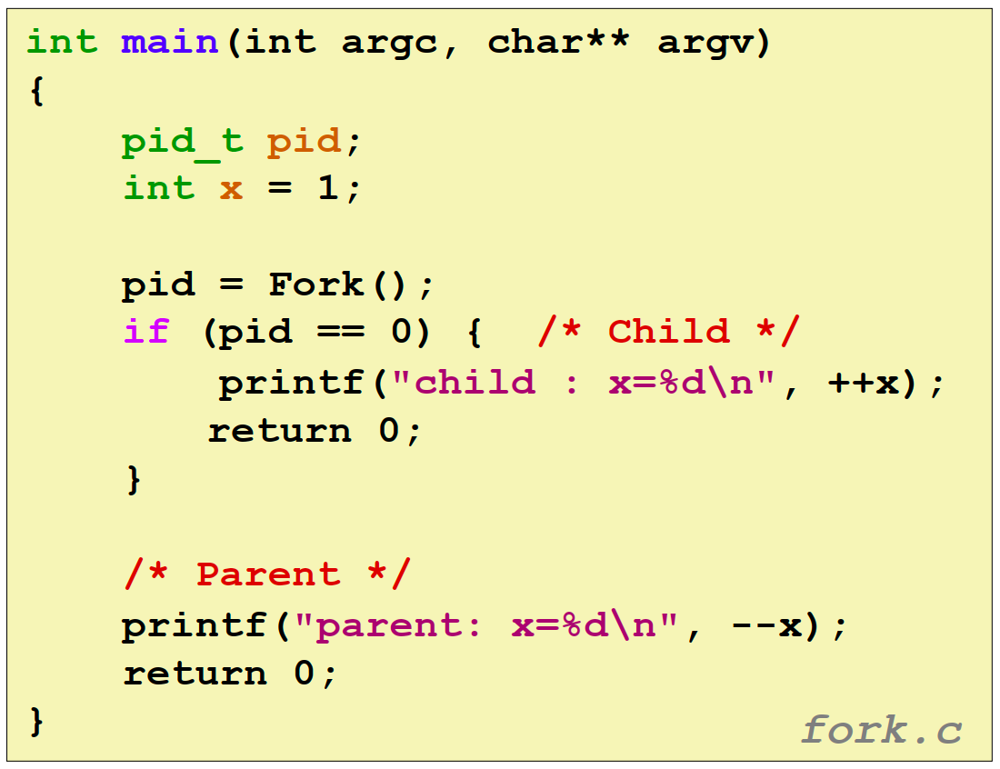 int main(int argc, char** argv)
{
    pid_t pid;
    int x = 1;

    pid = Fork();
    if (pid == 0) {  /* Child */
        printf("child : x=%d\n", ++x);
        return 0;
    }

    /* Parent */
    printf("parent: x=%d\n", --x);
    return 0;
}
fork.c